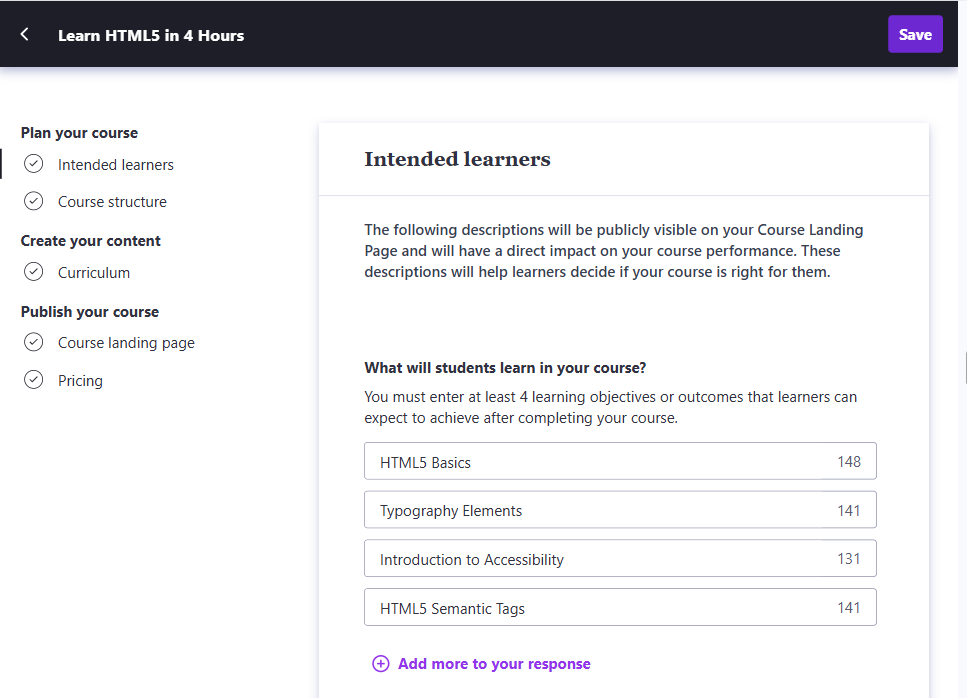 Learn HTML5 in 4 Hours
Save
Plan your course
Intended learners
Course structure
Create your content
Curriculum
Publish your course
Course landing page
Pricing
Intended learners
The following descriptions will be publicly visible on your Course Landing
Page and will have a direct impact on your course performance. These
descriptions will help learners decide if your course is right for them.
What will students learn in your course?
You must enter at least 4 learning objectives or outcomes that learners can
expect to achieve after completing your course.
HTML5 Basics 148
Typography Elements 141
Introduction to Accessibility 131
HTML5 Semantic Tags 141
Add more to your response